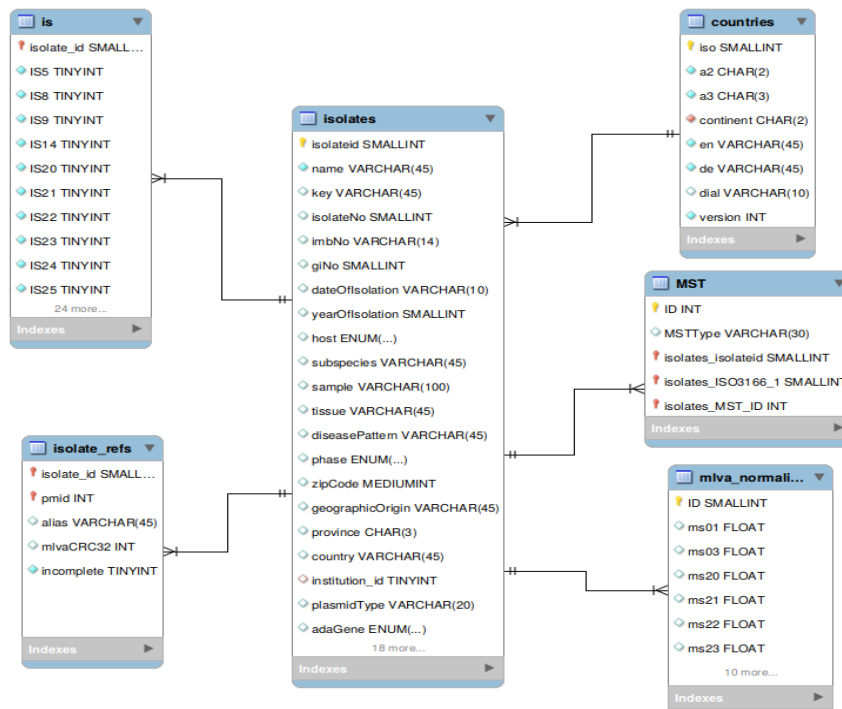 is
isolate_id SMALL...
IS5 TINYINT
IS8 TINYINT
IS9 TINYINT
IS14 TINYINT
IS20 TINYINT
IS21 TINYINT
IS22 TINYINT
IS23 TINYINT
IS24 TINYINT
IS25 TINYINT
24 more...
Indexes
isolate_refs
isolate_id SMALL...
pmid INT
alias VARCHAR(45)
mlvaCRC32 INT
incomplete TINYINT
Indexes
isolates
isolateid SMALLINT
name VARCHAR(45)
key VARCHAR(45)
isolateNo SMALLINT
imbNo VARCHAR(14)
giNo SMALLINT
dateOfIsolation VARCHAR(10)
yearOfIsolation SMALLINT
host ENUM(...)
subspecies VARCHAR(45)
sample VARCHAR(100)
tissue VARCHAR(45)
diseasePattern VARCHAR(45)
phase ENUM(...)
zipCode MEDIUMINT
geographicOrigin VARCHAR(45)
province CHAR(3)
country VARCHAR(45)
institution_id TINYINT
plasmidType VARCHAR(20)
adaGene ENUM(...)
18 more...
Indexes
countries
iso SMALLINT
a2 CHAR(2)
a3 CHAR(3)
continent CHAR(2)
en VARCHAR(45)
de VARCHAR(45)
dial VARCHAR(10)
version INT
Indexes
MST
ID INT
MSTType VARCHAR(30)
isolates_isolateid SMALLINT
isolates_ISO3166_1 SMALLINT
isolates_MST_ID INT
Indexes
mlva_normali...
ID SMALLINT
ms01 FLOAT
ms03 FLOAT
ms20 FLOAT
ms21 FLOAT
ms22 FLOAT
ms23 FLOAT
10 more...
Indexes